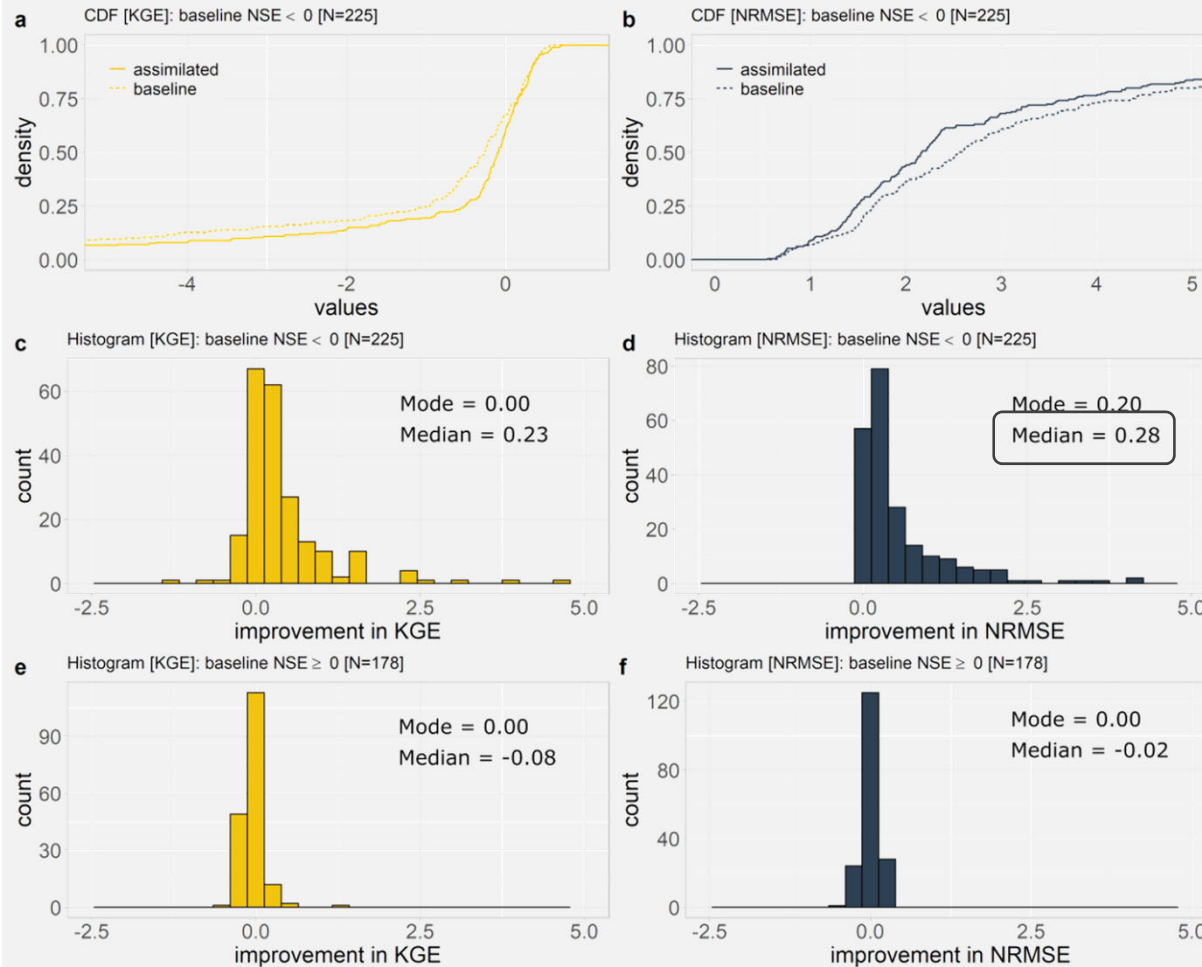 a CDF [KGE]: baseline NSE < 0 [N=225]
1.00
0.75
0.50
0.25
0.00
density
assimilated
baseline
-4
-2
0
values
b CDF [NRMSE]: baseline NSE < 0 [N=225]
1.00
0.75
0.50
0.25
0.00
density
assimilated
baseline
0
1
2
3
4
5
values
c Histogram [KGE]: baseline NSE < 0 [N=225]
60
40
20
0
count
Mode = 0.00
Median = 0.23
-2.5
0.0
2.5
5.0
improvement in KGE
d Histogram [NRMSE]: baseline NSE < 0 [N=225]
80
60
40
20
0
count
Mode = 0.20
Median = 0.28
-2.5
0.0
2.5
5.0
improvement in NRMSE
e Histogram [KGE]: baseline NSE ≥ 0 [N=178]
90
60
30
0
count
Mode = 0.00
Median = -0.08
-2.5
0.0
2.5
5.0
improvement in KGE
f Histogram [NRMSE]: baseline NSE ≥ 0 [N=178]
120
80
40
0
count
Mode = 0.00
Median = -0.02
-2.5
0.0
2.5
5.0
improvement in NRMSE